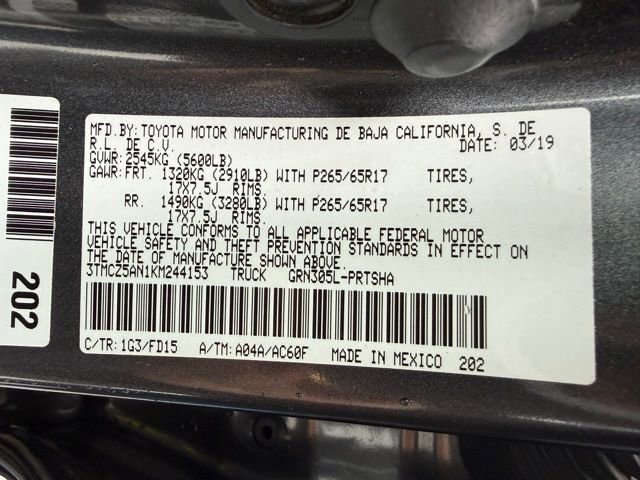 MFD.BY: TOYOTA MOTOR MANUFACTURING DE BAJA CALIFORNIA, S. DE
R.L. DE C.V. DATE: 03/19
GVWR:2545KG (5600LB)
GAWR:FRT. 1320KG (2910LB) WITH P265/65R17 TIRES,
17X7.5J RIMS.
RR. 1490KG (3280LB) WITH P265/65R17 TIRES,
17X7.5J RIMS.
THIS VEHICLE CONFORMS TO ALL APPLICABLE FEDERAL MOTOR
VEHICLE SAFETY AND THEFT PREVENTION STANDARDS IN EFFECT ON
THE DATE OF MANUFACTURE SHOWN ABOVE.
3TMCZ5AN1KM244153 TRUCK GRN305L-PRTSHA
C/TR:1G3/FD15 A/TM:A04A/AC60F MADE IN MEXICO 202
202